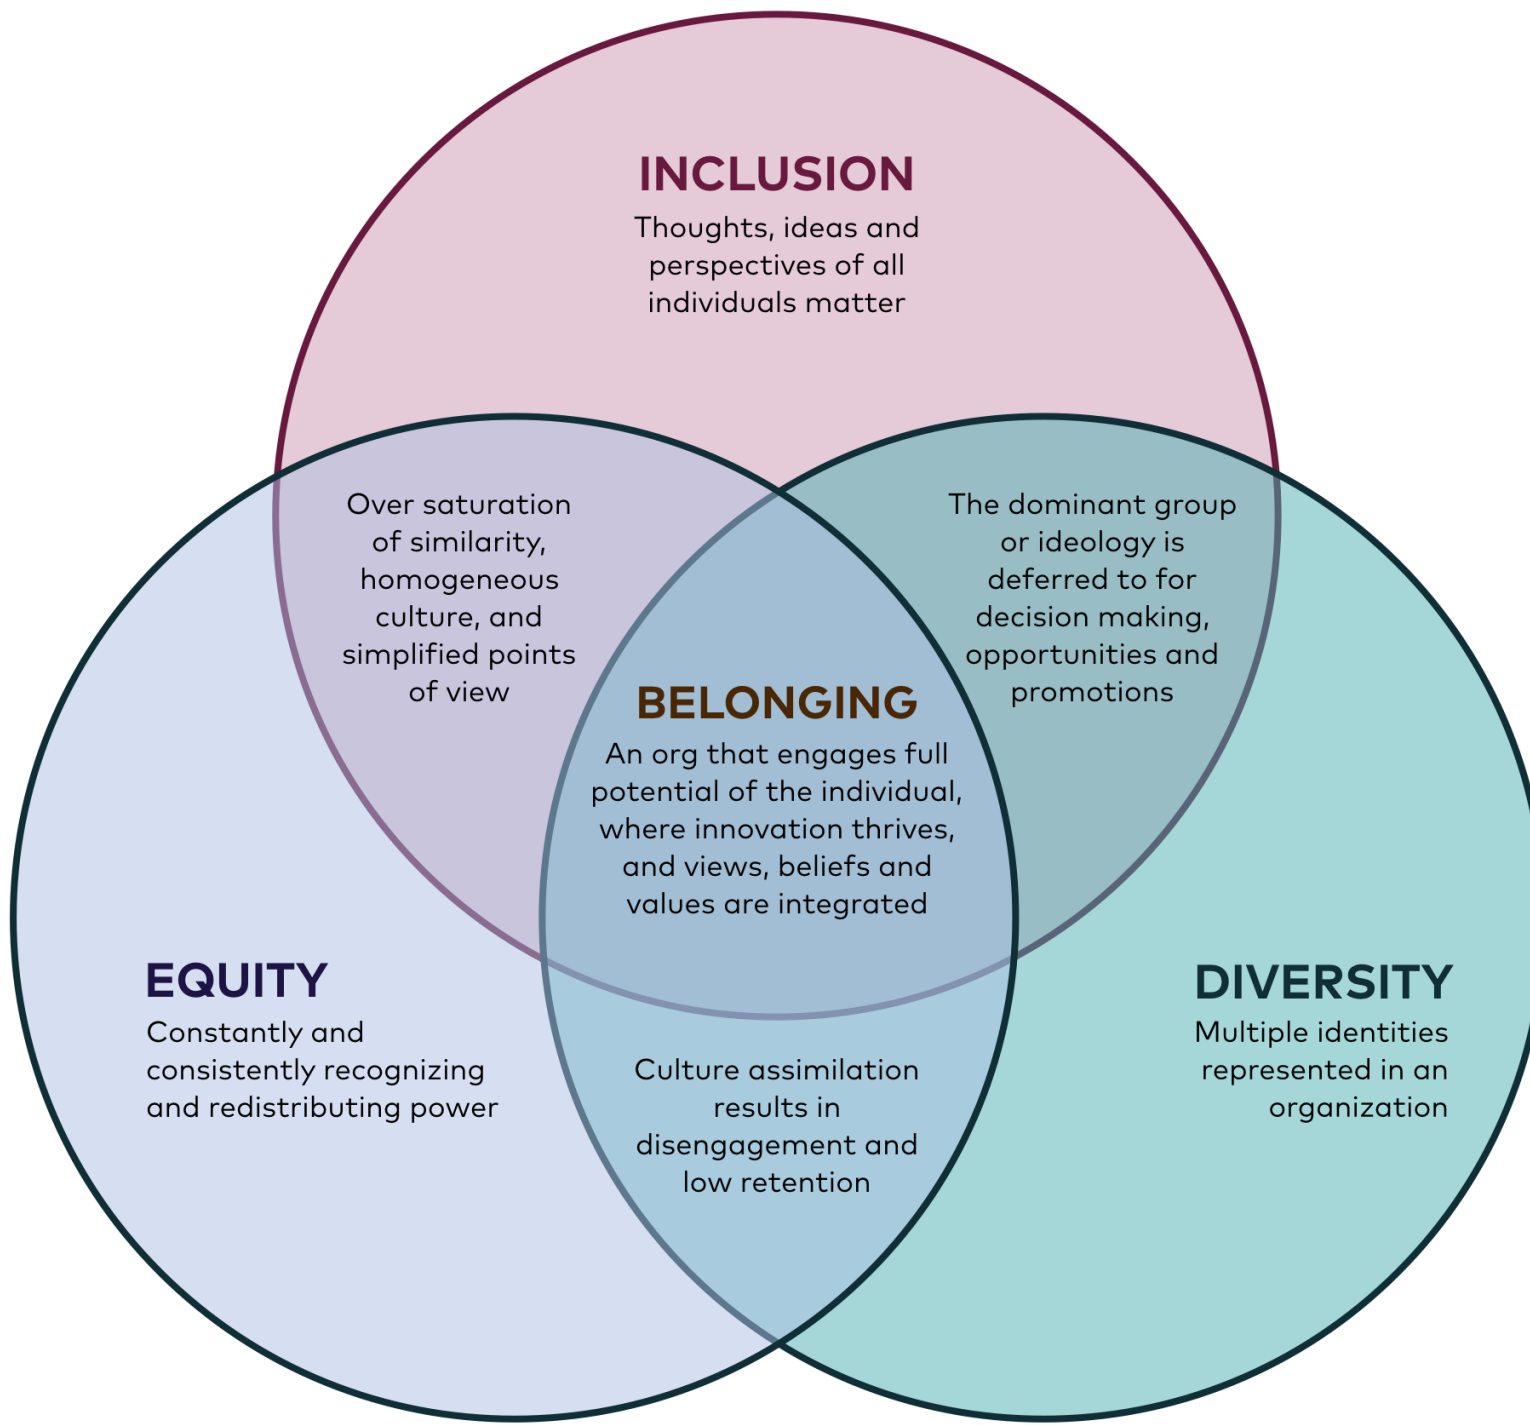 INCLUSION
Thoughts, ideas and
perspectives of all
individuals matter
Over saturation
of similarity,
homogeneous
culture, and
simplified points
of view
The dominant group
or ideology is
deferred to for
decision making,
opportunities and
promotions
BELONGING
An org that engages full
potential of the individual,
where innovation thrives,
and views, beliefs and
values are integrated
EQUITY
Constantly and
consistently recognizing
and redistributing power
DIVERSITY
Multiple identities
represented in an
organization
Culture assimilation
results in
disengagement and
low retention